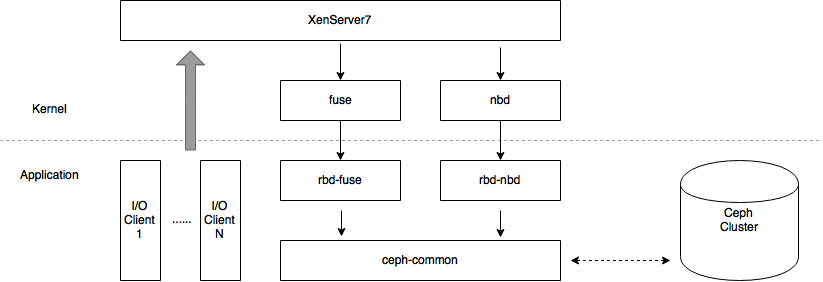 XenServer7
fuse
nbd
Kernel
Application
I/O
Client
1
......
I/O
Client
N
rbd-fuse
rbd-nbd
Ceph
Cluster
ceph-common